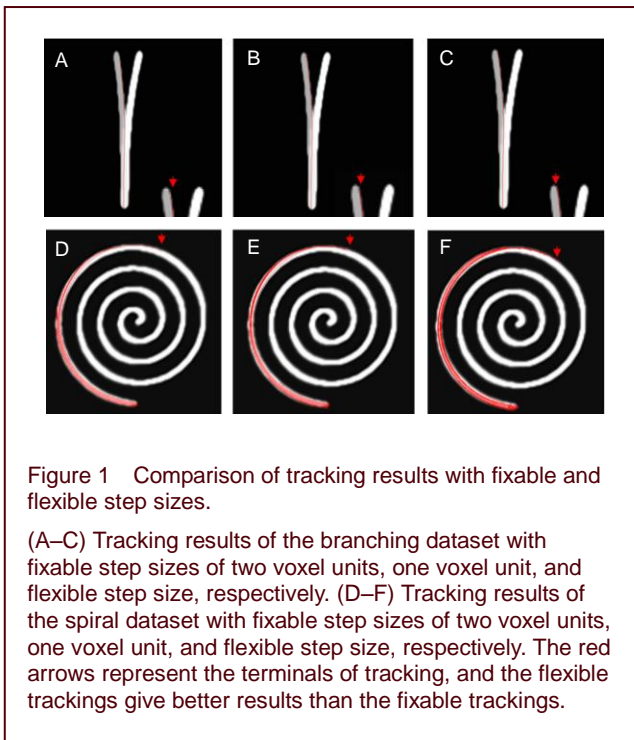 A
B
C
D
E
F
Figure 1 Comparison of tracking results with fixable and
flexible step sizes.
(A–C) Tracking results of the branching dataset with
fixable step sizes of two voxel units, one voxel unit, and
flexible step size, respectively. (D–F) Tracking results of
the spiral dataset with fixable step sizes of two voxel units,
one voxel unit, and flexible step size, respectively. The red
arrows represent the terminals of tracking, and the flexible
trackings give better results than the fixable trackings.